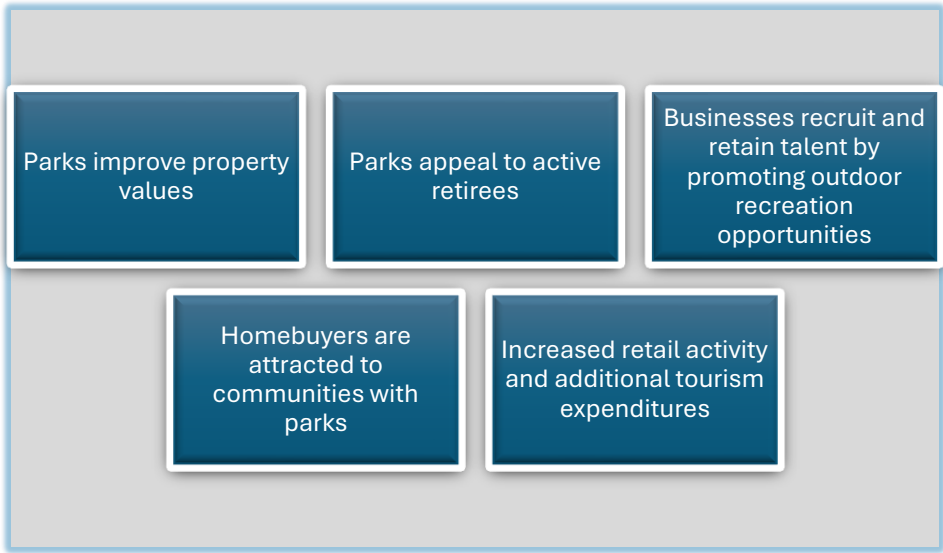 Parks improve property
values
Parks appeal to active
retirees
Businesses recruit and
retain talent by
promoting outdoor
recreation
opportunities
Homebuyers are
attracted to
communities with
parks
Increased retail activity
and additional tourism
expenditures